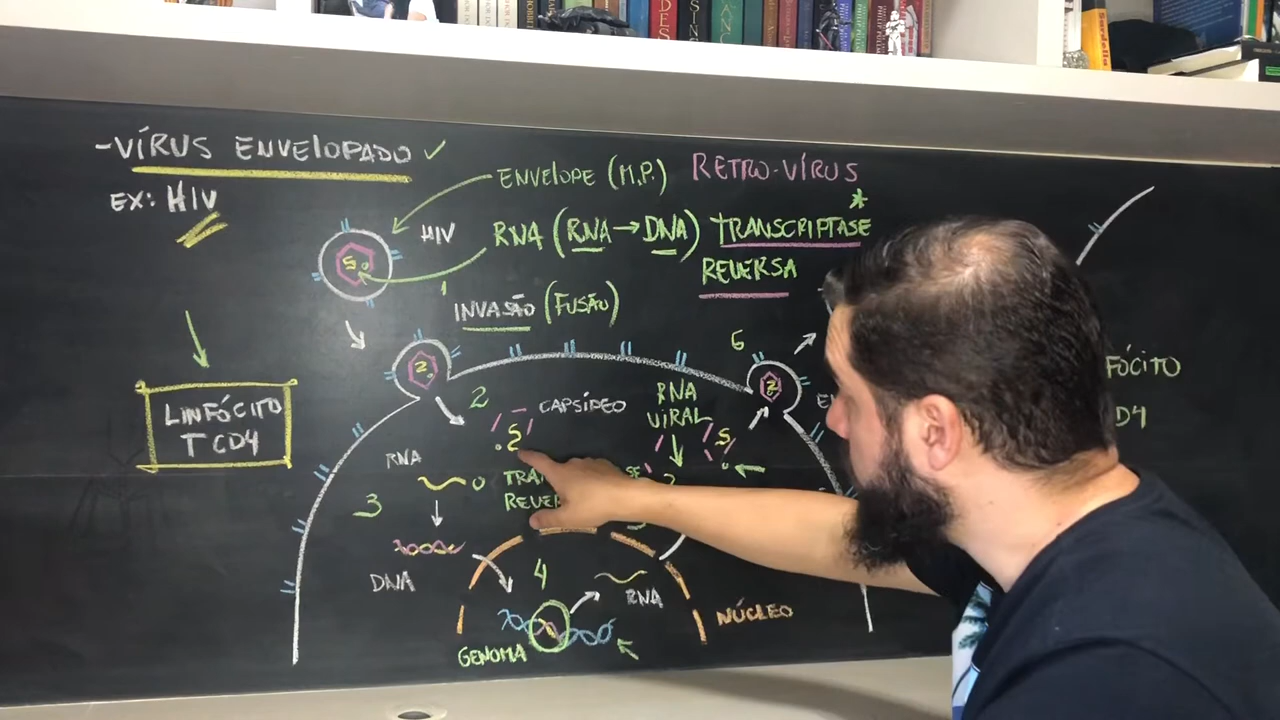 -VÍRUS ENVELOPADO
EX: HIV
ENVELOPE (M.P.) RETRO-VÍRUS
HIV
RNA (RNA→DNA) TRANSCRIPTASE *
REVERSA
1
INVASÃO (FUSÃO)
LINFÓCITO
T CD4
2
CAPSÍDEO
RNA
VIRAL
6
FÓCITO
D4
RNA
3
DNA
4
RNA
GENOMA
NÚCLEO